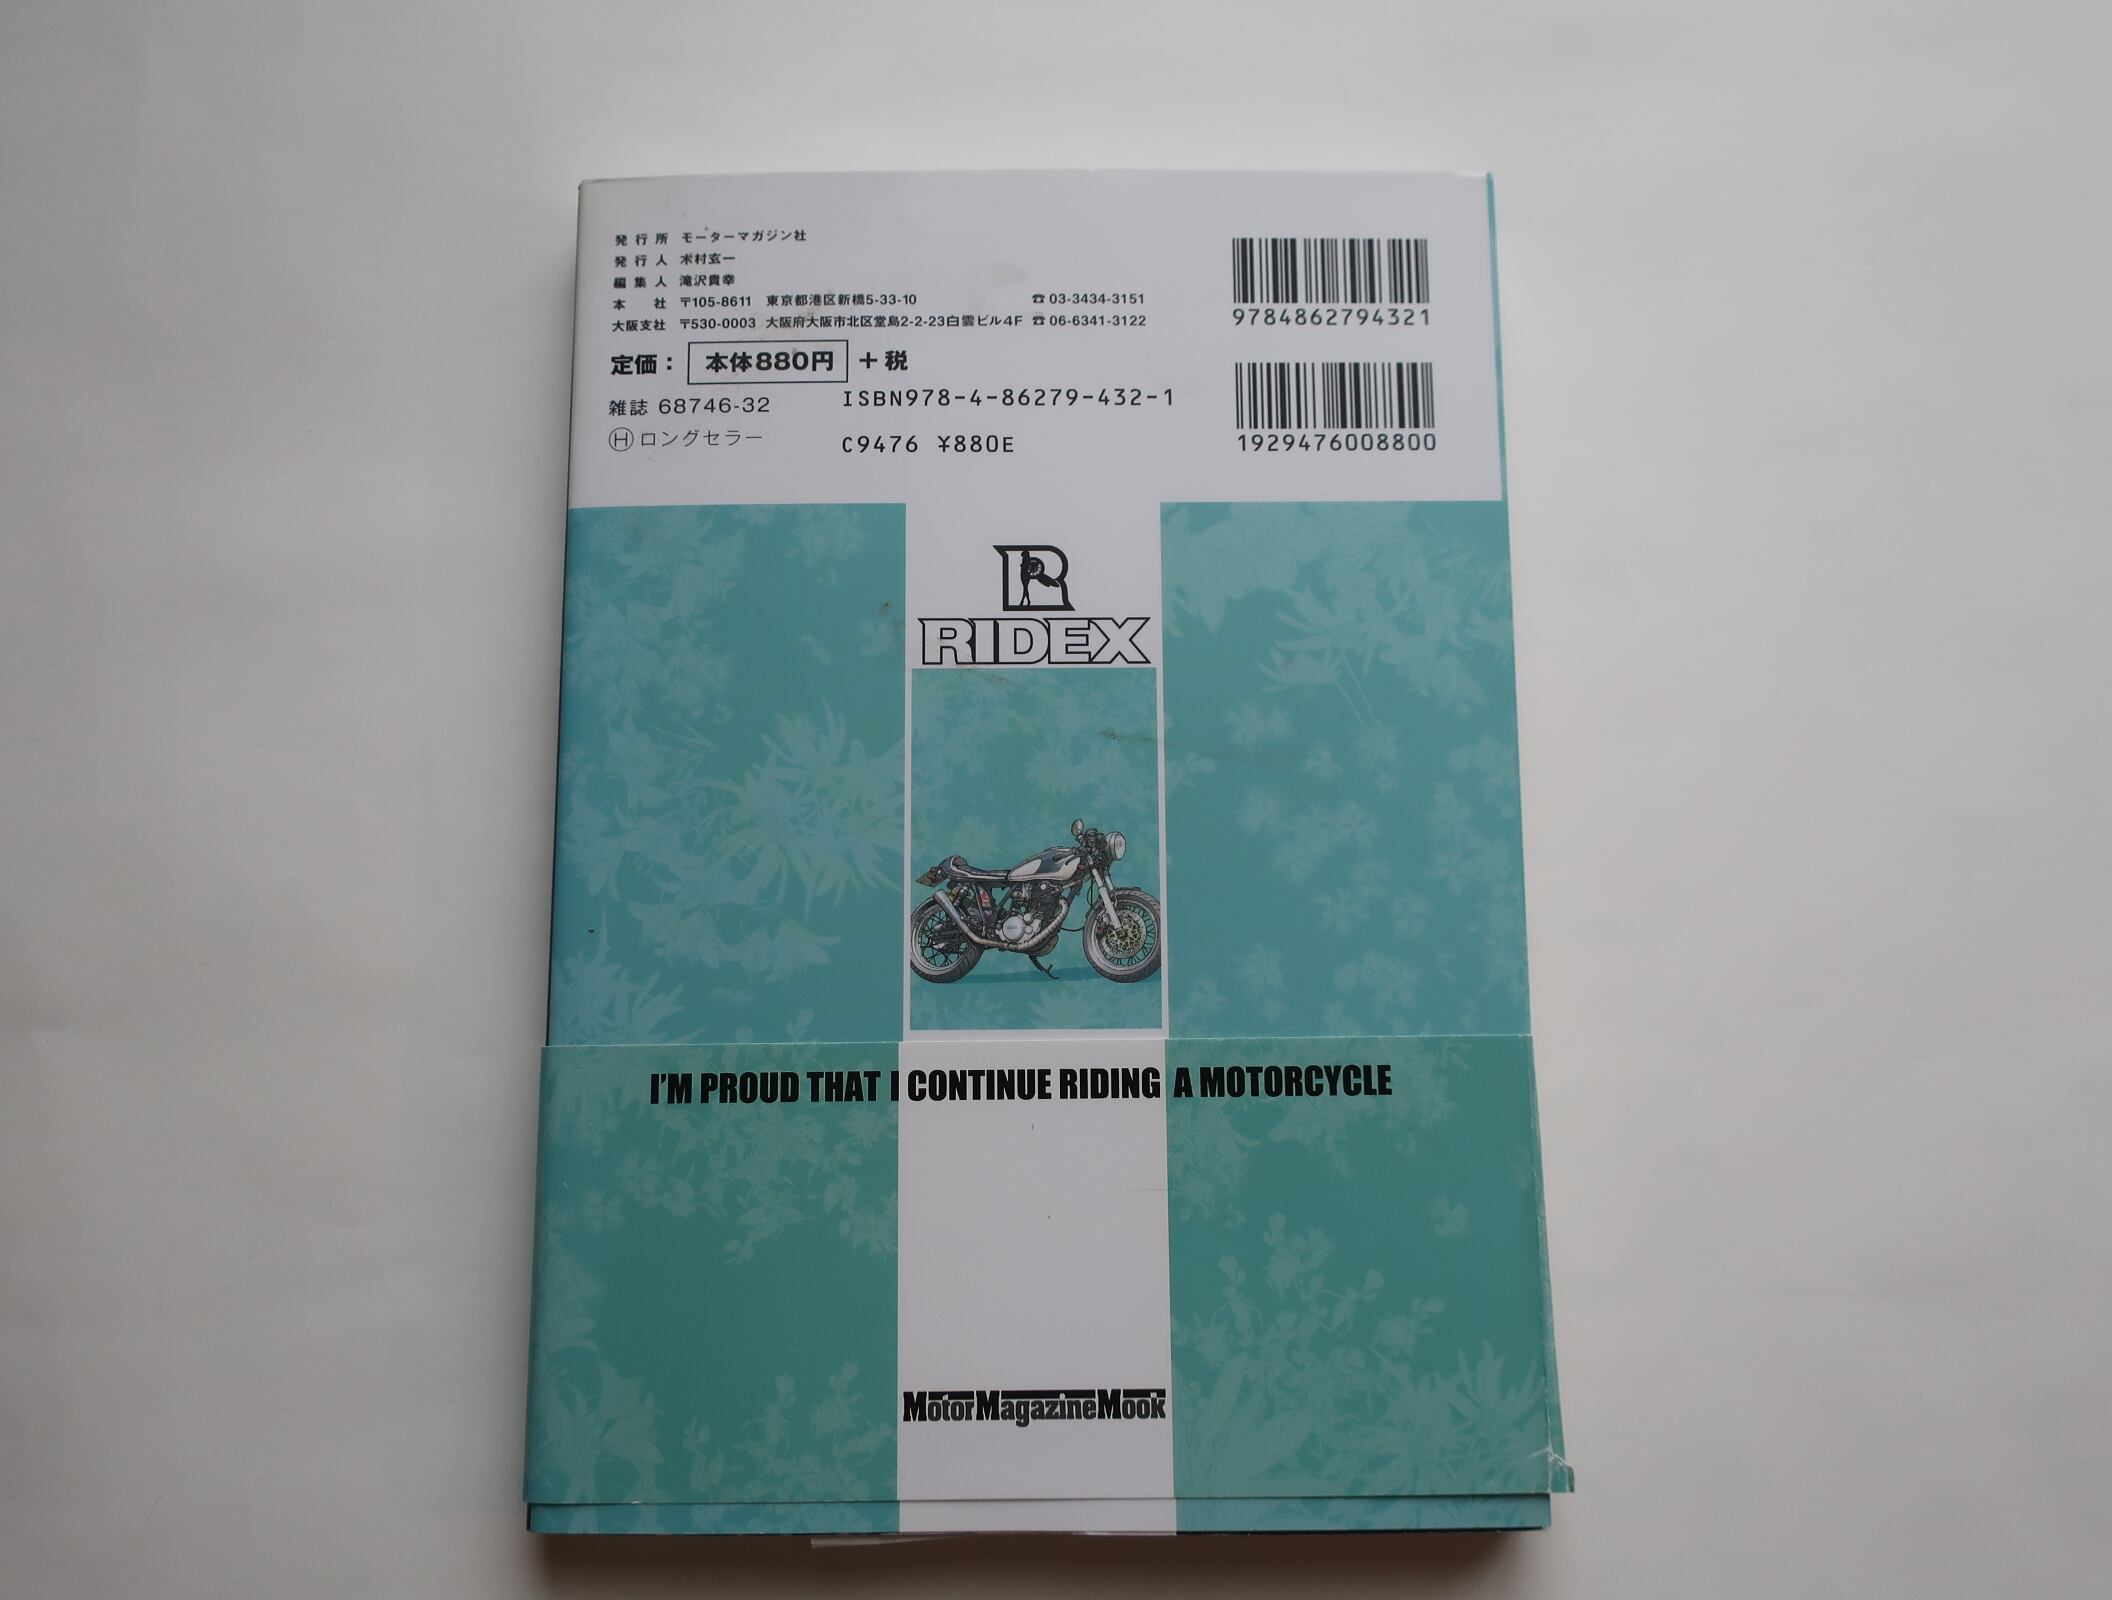 発行所 モーターマガジン社
発行人 木村玄一
編集人 滝沢貴幸
本 社 〒105-8611 東京都港区新橋5-33-10 ☎03-3434-3151
大阪支社 〒530-0003 大阪府大阪市北区堂島2-2-23白雲ビル4F ☎06-6341-3122
定価： 本体880円 ＋税
雑誌 68746-32
Ⓗロングセラー
ISBN978-4-86279-432-1
C9476 ¥880E
9784862794321
1929476008800
R
RIDEX
I'M PROUD THAT I CONTINUE RIDING A MOTORCYCLE
MotorMagazineMook